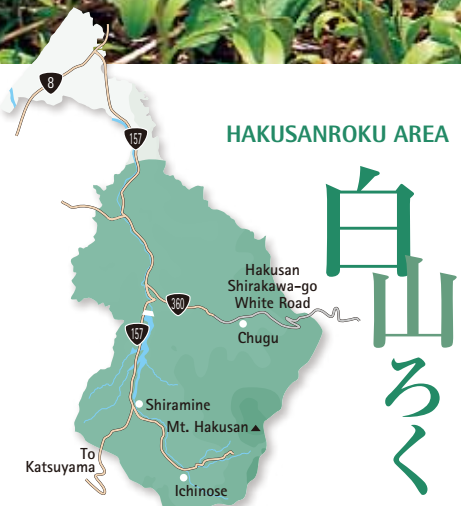 8
157
HAKUSANROKU AREA
白山ろく
Hakusan
Shirakawa-go
White Road
360
Chugu
157
Shiramine
Mt. Hakusan
To
Katsuyama
Ichinose